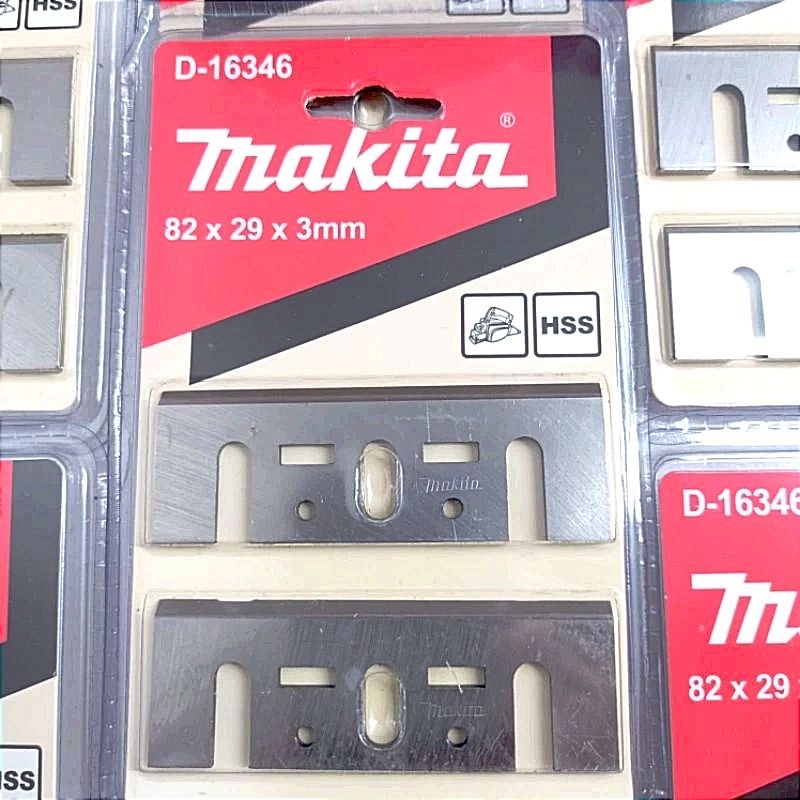 HSS
D-16346
makita®
82 x 29 x 3mm
HSS
makita
makita
D-16346
82 x 29
HSS